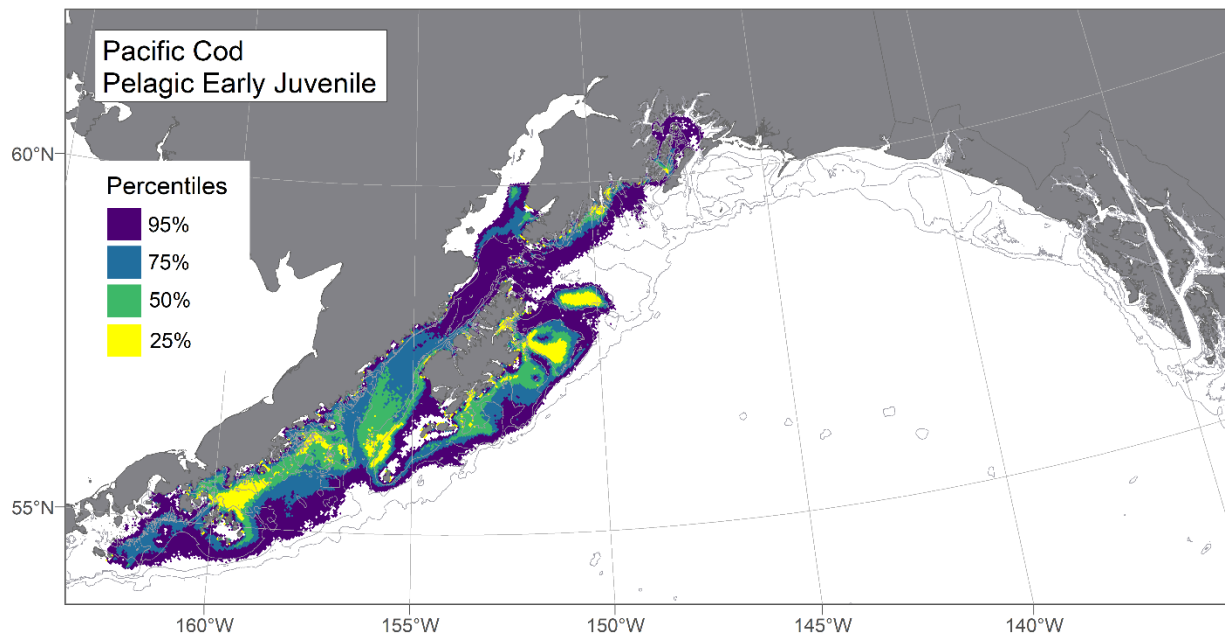 Pacific Cod
Pelagic Early Juvenile
60°N
Percentiles
95%
75%
50%
25%
55°N
160°W
155°W
150°W
145°W
140°W